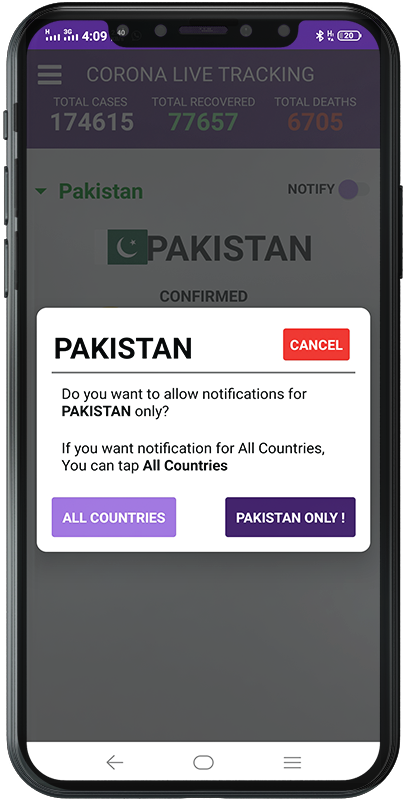 H 3G 4:09 40 20
CORONA LIVE TRACKING
TOTAL CASES TOTAL RECOVERED TOTAL DEATHS
174615 77657 6705
Pakistan NOTIFY
PAKISTAN
CONFIRMED
PAKISTAN CANCEL
Do you want to allow notifications for
PAKISTAN only?
If you want notification for All Countries,
You can tap All Countries
ALL COUNTRIES PAKISTAN ONLY !